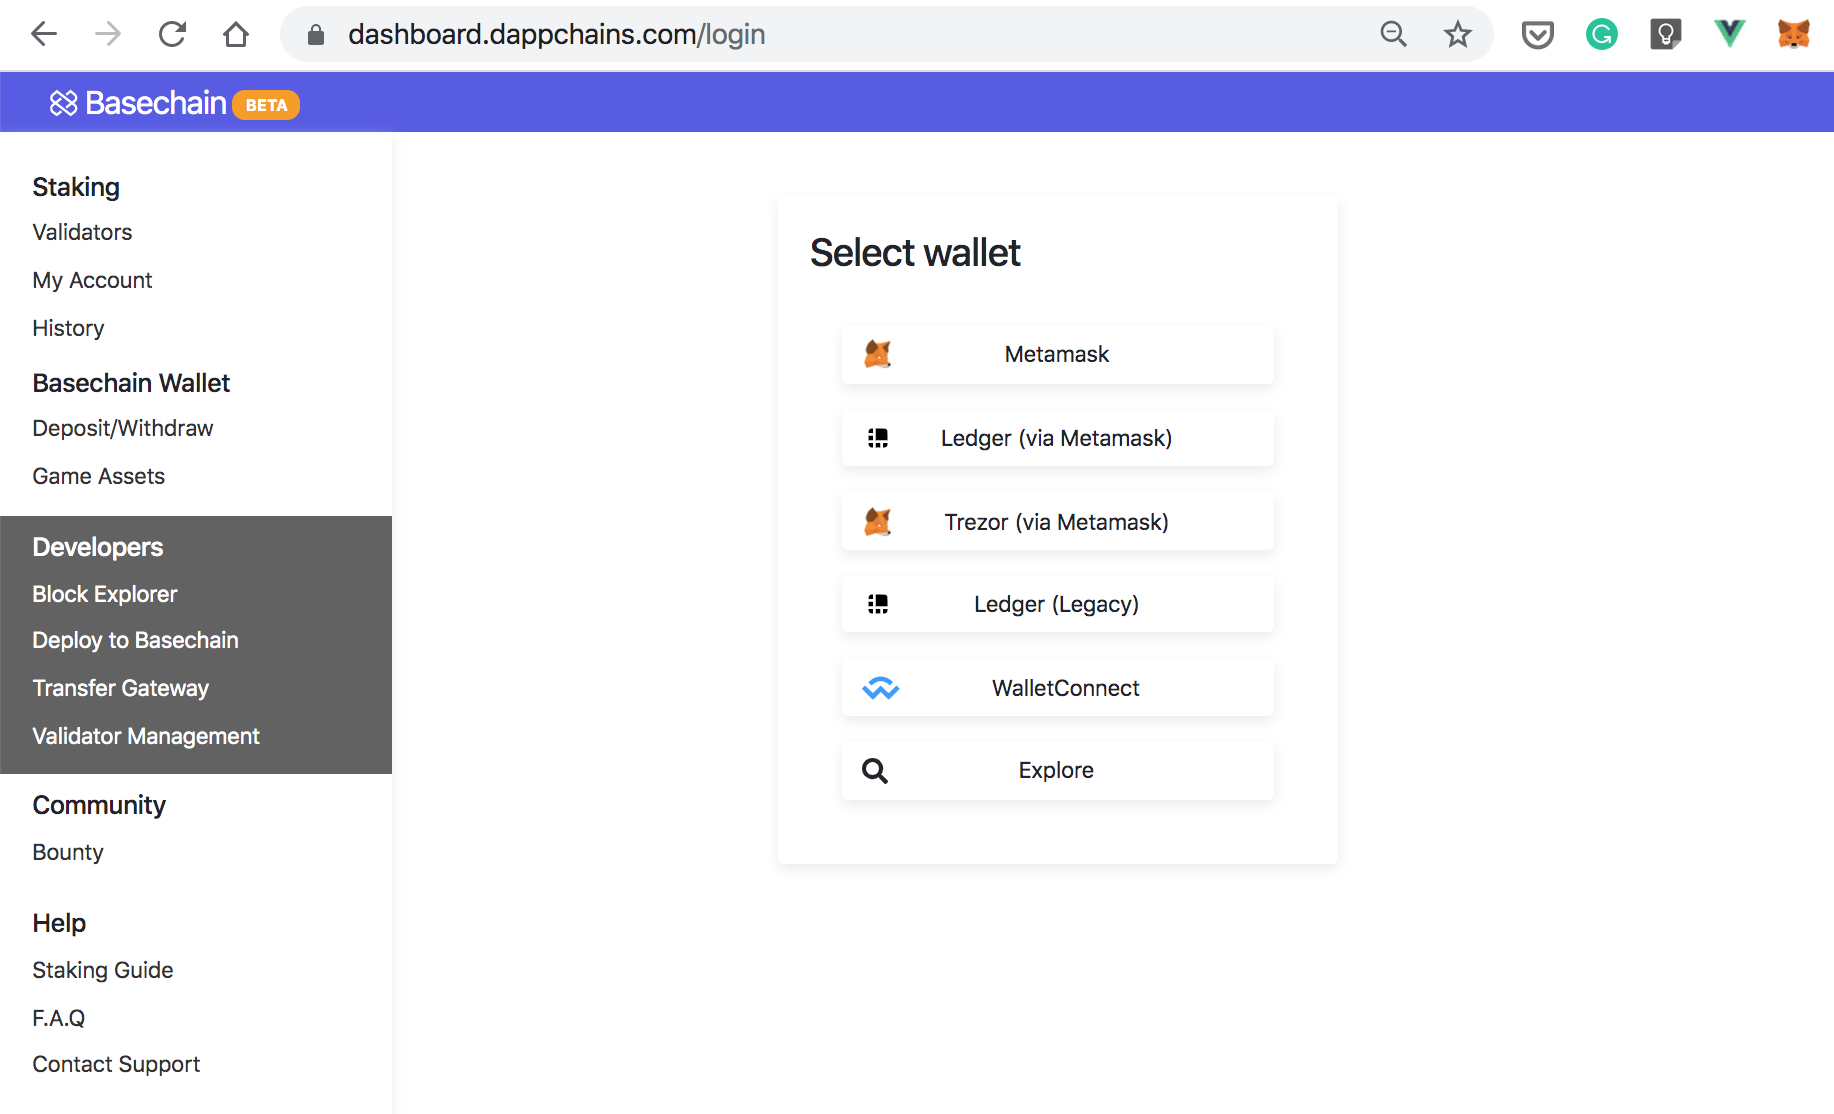 dashboard.dappchains.com/login
Basechain BETA
Staking
Validators
My Account
History
Basechain Wallet
Deposit/Withdraw
Game Assets
Developers
Block Explorer
Deploy to Basechain
Transfer Gateway
Validator Management
Community
Bounty
Help
Staking Guide
F.A.Q
Contact Support
Select wallet
Metamask
Ledger (via Metamask)
Trezor (via Metamask)
Ledger (Legacy)
WalletConnect
Explore